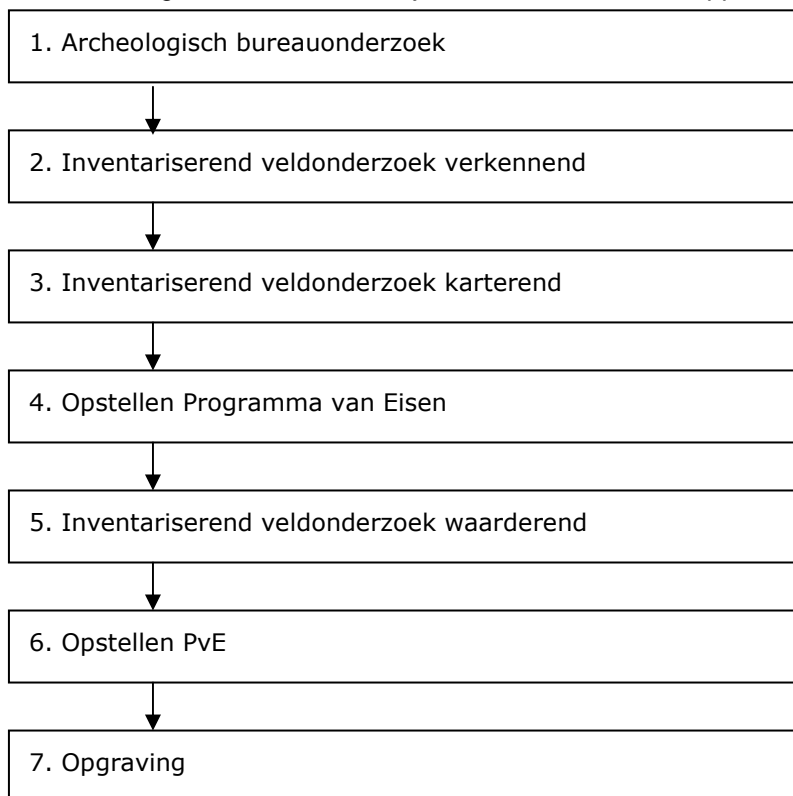 1. Archeologisch bureauonderzoek
2. Inventariserend veldonderzoek verkennend
3. Inventariserend veldonderzoek karterend
4. Opstellen Programma van Eisen
5. Inventariserend veldonderzoek waarderend
6. Opstellen PvE
7. Opgraving